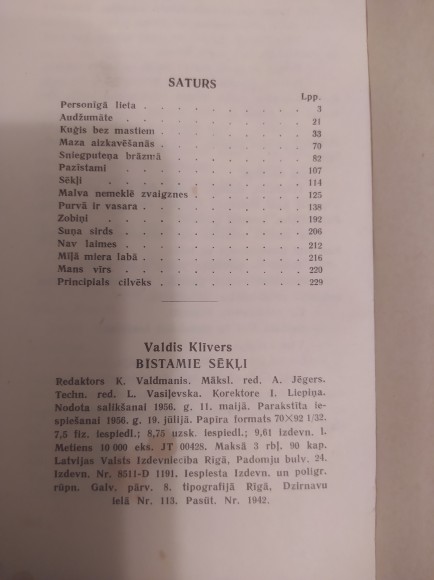 SATURS
Lpp.
Personīgā lieta . . . . . . . . . . 3
Audžumāte . . . . . . . . . . 21
Kuģis bez mastiem . . . . . . . . . 33
Maza aizkavēšanās . . . . . . . . . 70
Sniegputeņa brāzmā . . . . . . . . 82
Pazīstami . . . . . . . . . . 107
Sēkļi . . . . . . . . . . 114
Malva nemeklē zvaigznes . . . . . . . 125
Purvā ir vasara . . . . . . . . . 138
Zobiņi . . . . . . . . . . 192
Suņa sirds . . . . . . . . . . 206
Nav laimes . . . . . . . . . . 212
Mīļā miera labā . . . . . . . . . 216
Mans vīrs . . . . . . . . . . 220
Principiāls cilvēks . . . . . . . . 229
Valdis Klīvers
BĪSTAMIE SĒKĻI
Redaktors K. Valdmanis. Māksl. red. A. Jēgers.
Techn. red. L. Vasiļevska. Korektore I. Liepiņa.
Nodota salikšanai 1956. g. 11. maijā. Parakstīta ie-
spiešanai 1956. g. 19. jūlijā. Papīra formats 70×92 1/32.
7,5 fiz. iespiedl.; 8,75 uzsk. iespiedl.; 9,61 izdevn. l.
Metiens 10 000 eks. JT 00428. Maksā 3 rbļ. 90 kap.
Latvijas Valsts Izdevniecība Rīgā, Padomju bulv. 24.
Izdevn. Nr. 8511-D 1191. Iespiesta Izdevn. un poligr.
rūpn. Galv. pārv. 8. tipografijā Rīgā, Dzirnavu
ielā Nr. 113. Pasūt. Nr. 1942.